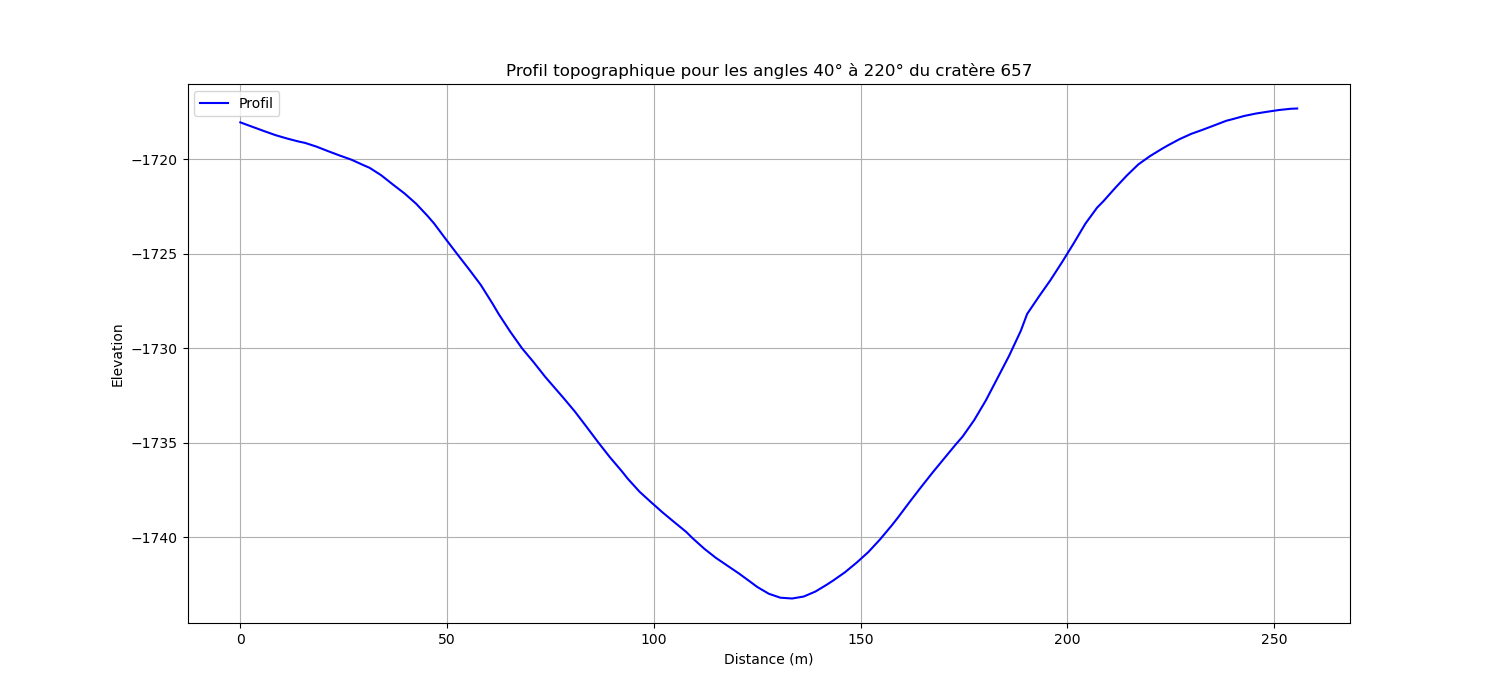 Profil topographique pour les angles 40° à 220° du cratère 657
Profil
−1720
−1725
−1730
−1735
−1740
Elevation
0 50 100 150 200 250
Distance (m)